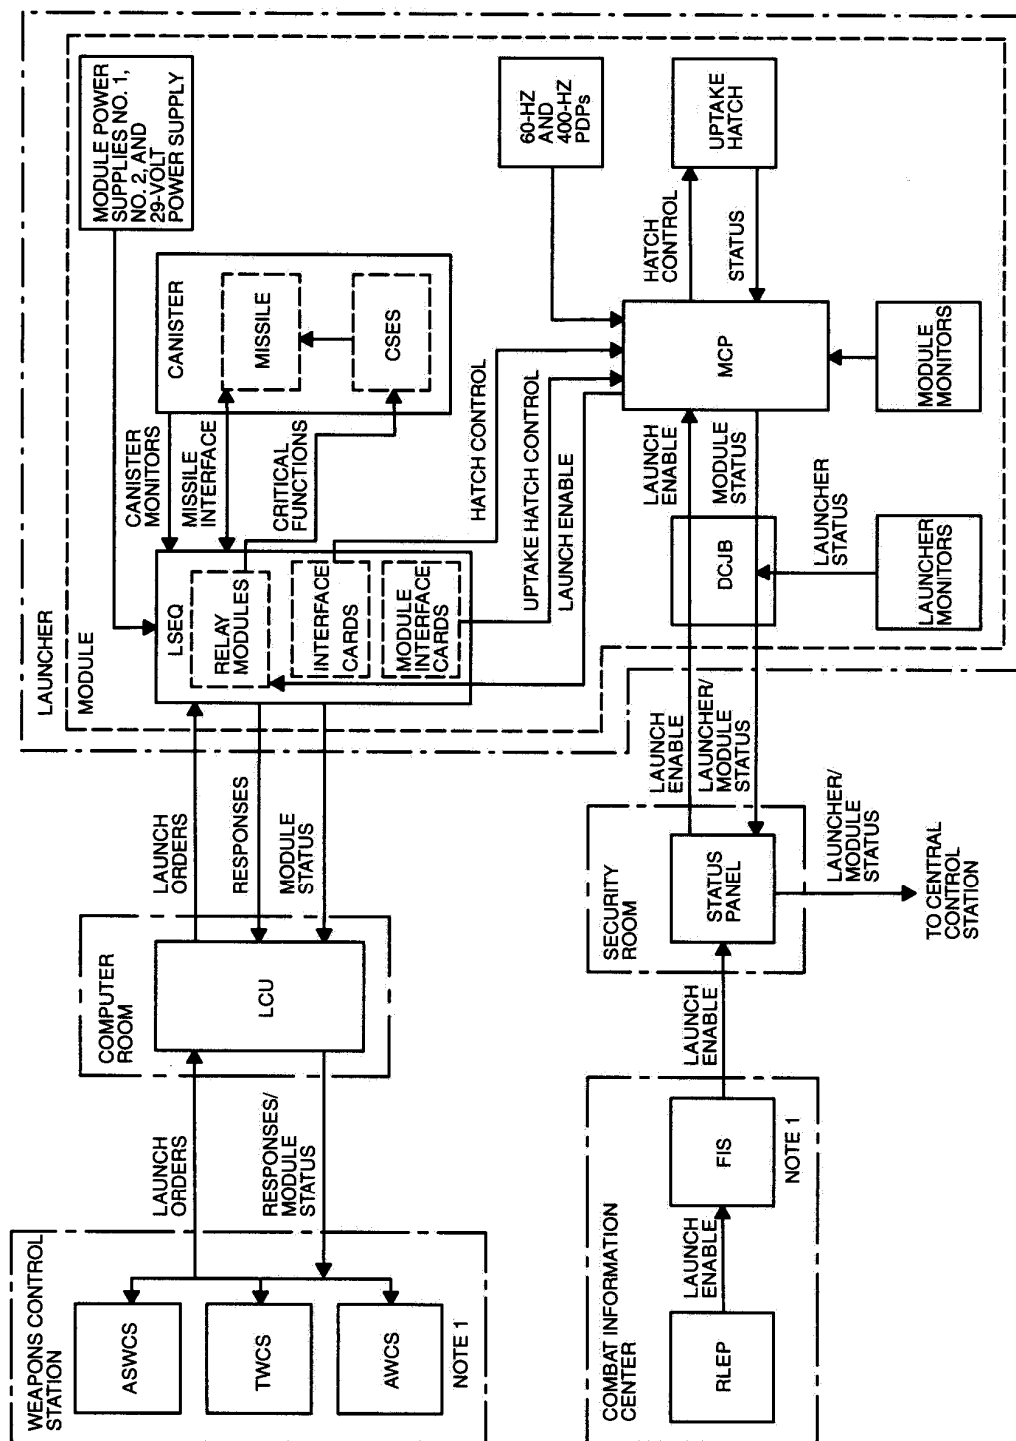 WEAPONS CONTROL
STATION
ASWCS
TWCS
AWCS
NOTE 1
LAUNCH
ORDERS
RESPONSES/
MODULE
STATUS
COMPUTER
ROOM
LCU
LAUNCH
ORDERS
RESPONSES
MODULE
STATUS
LAUNCHER
MODULE
LSEQ
RELAY
MODULES
INTERFACE
CARDS
MODULE
INTERFACE
CARDS
CANISTER
MONITORS
MISSILE
INTERFACE
CRITICAL
FUNCTIONS
CANISTER
MISSILE
CSES
MODULE POWER
SUPPLIES NO. 1,
NO. 2, AND
29-VOLT
POWER SUPPLY
HATCH CONTROL
UPTAKE HATCH CONTROL
LAUNCH ENABLE
60-HZ
AND
400-HZ
PDPs
COMBAT INFORMATION
CENTER
RLEP
LAUNCH
ENABLE
FIS
NOTE 1
LAUNCH
ENABLE
SECURITY
ROOM
STATUS
PANEL
LAUNCHER/
MODULE
STATUS
TO CENTRAL
CONTROL
STATION
LAUNCH
ENABLE
LAUNCHER/
MODULE
STATUS
DCJB
LAUNCH
ENABLE
MODULE
STATUS
LAUNCHER
STATUS
LAUNCHER
MONITORS
MCP
MODULE
MONITORS
HATCH
CONTROL
STATUS
UPTAKE
HATCH